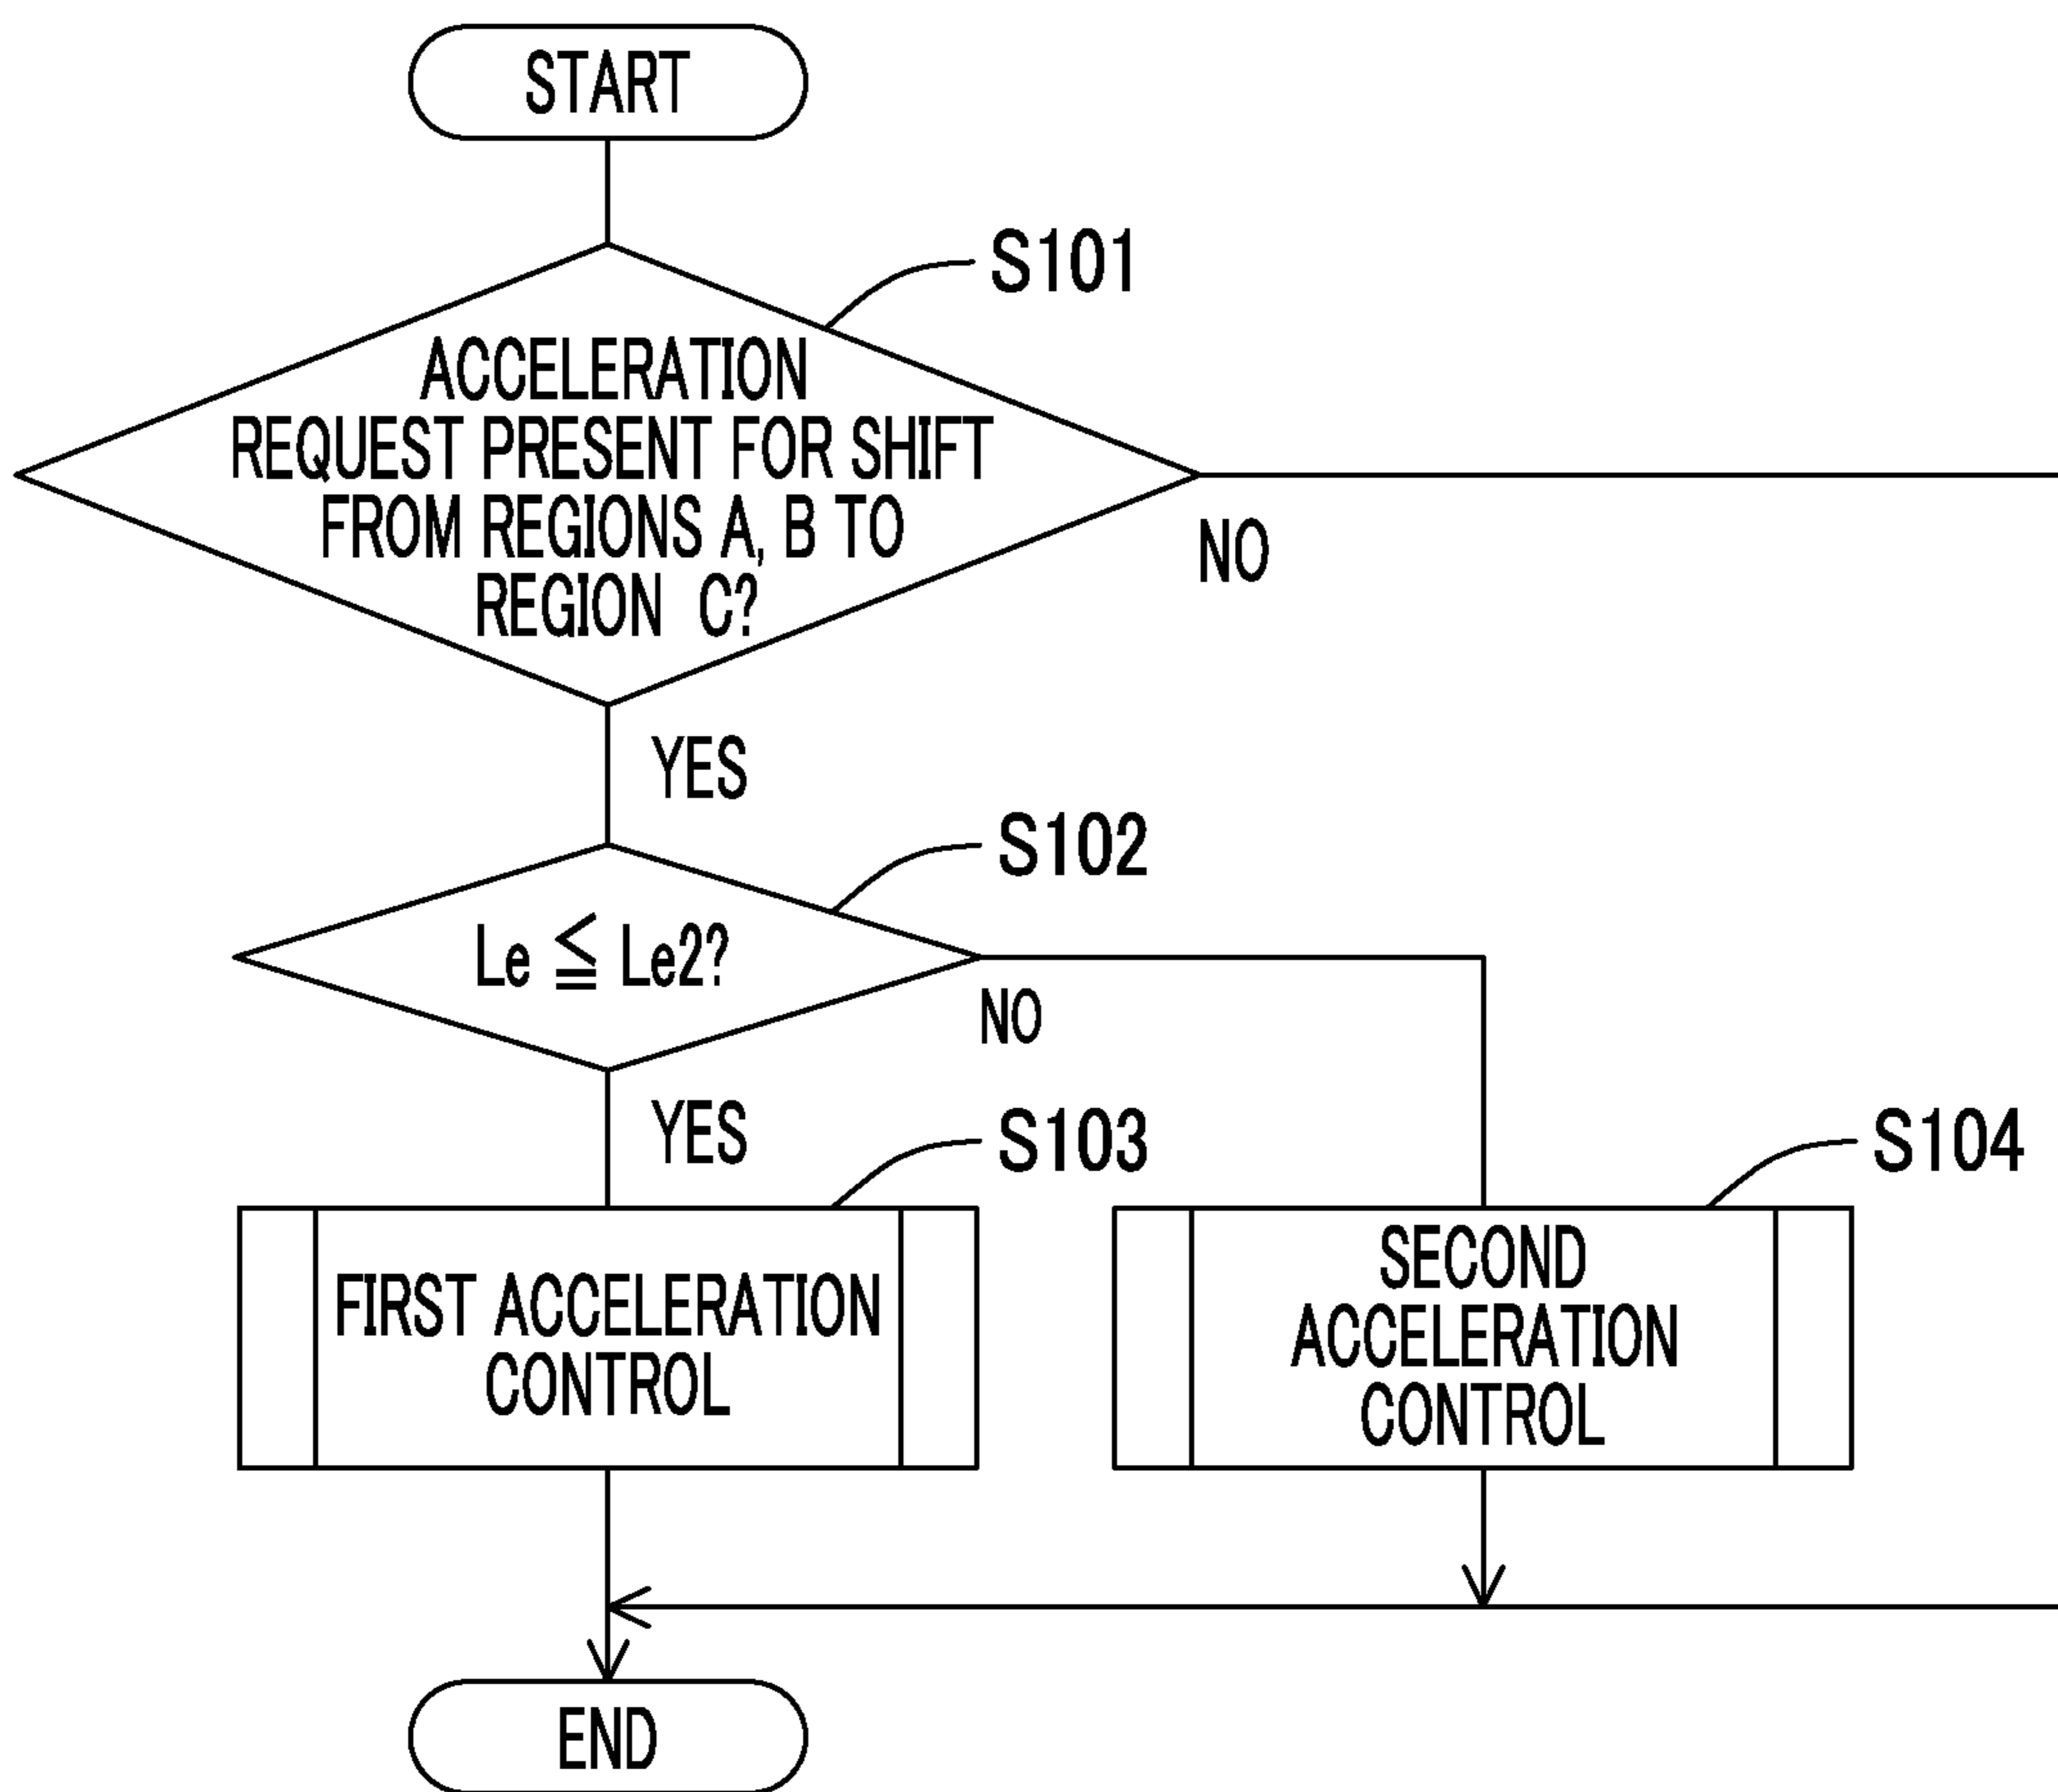 START
S101
ACCELERATION
REQUEST PRESENT FOR SHIFT
FROM REGIONS A, B TO
REGION C?
NO
YES
S102
Le ≦ Le2?
NO
YES
S103
S104
FIRST ACCELERATION
CONTROL
SECOND
ACCELERATION
CONTROL
END